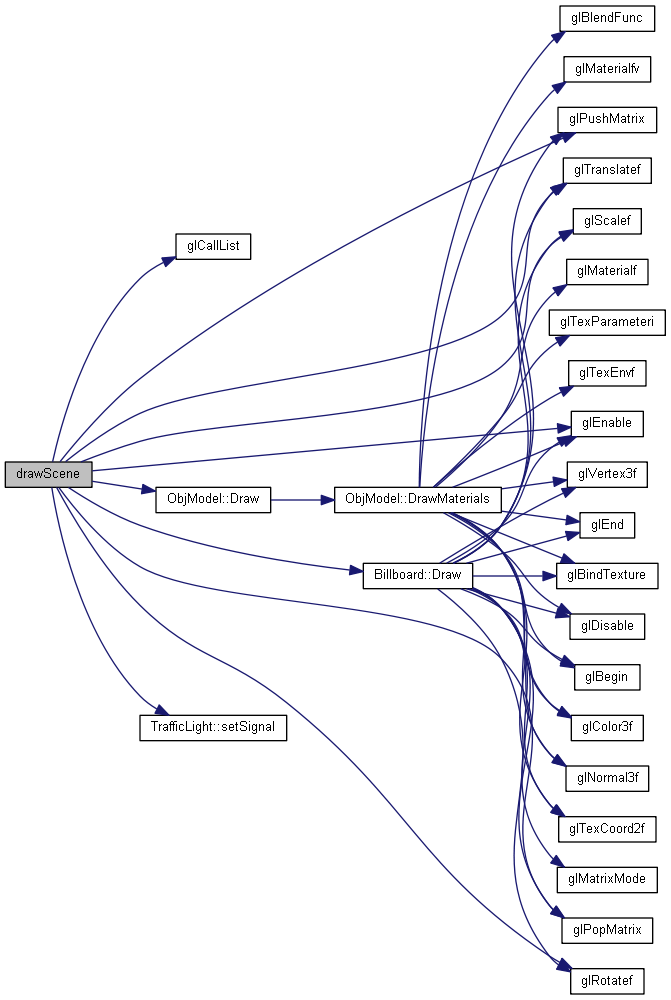 glBlendFunc
glMaterialfv
glPushMatrix
glTranslatef
glScalef
glCallList
glMaterialf
glTexParameteri
glTexEnvf
glEnable
drawScene
glVertex3f
ObjModel::Draw
ObjModel::DrawMaterials
glEnd
Billboard::Draw
glBindTexture
glDisable
glBegin
TrafficLight::setSignal
glColor3f
glNormal3f
glTexCoord2f
glMatrixMode
glPopMatrix
glRotatef